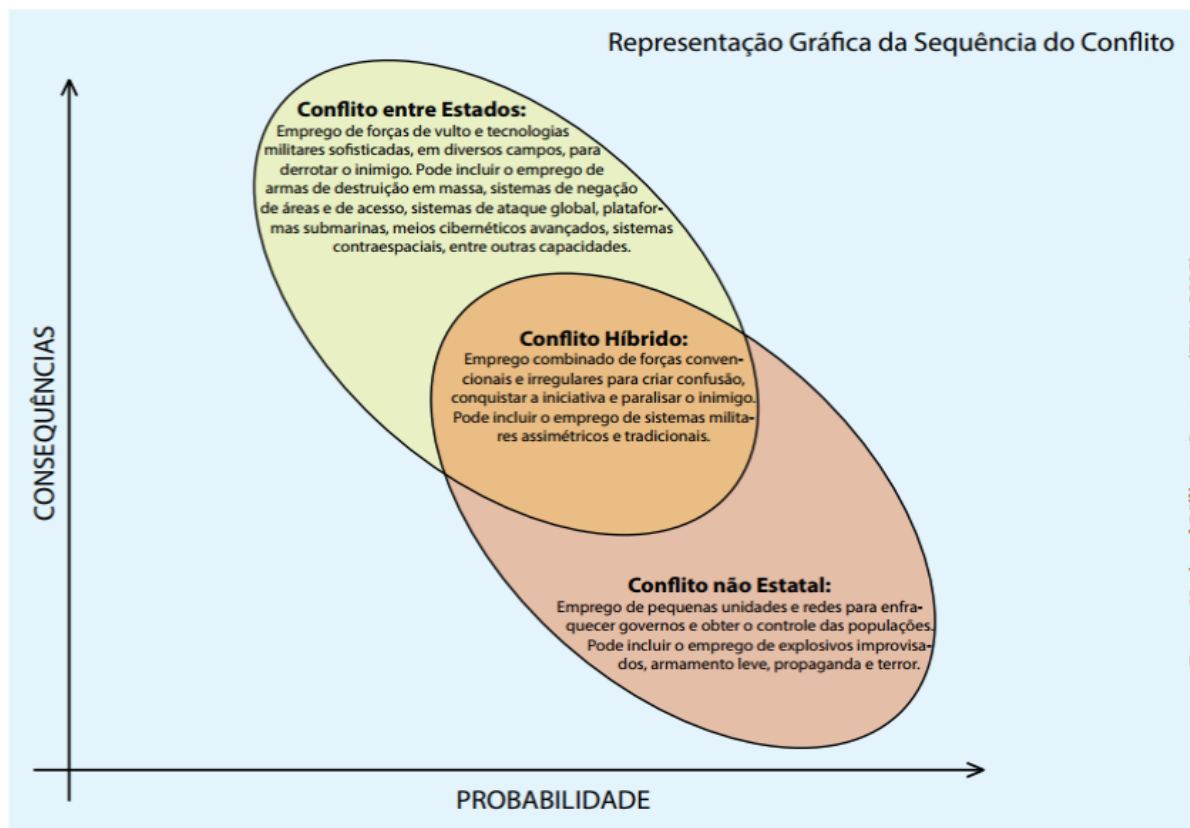 Representação Gráfica da Sequência do Conflito
Conflito entre Estados:
Emprego de forças de vulto e tecnologias
militares sofisticadas, em diversos campos, para
derrotar o inimigo. Pode incluir o emprego de
armas de destruição em massa, sistemas de negação
de áreas e de acesso, sistemas de ataque global, platafor-
mas submarinas, meios cibernéticos avançados, sistemas
contraespaciais, entre outras capacidades.
Conflito Híbrido:
Emprego combinado de forças conven-
cionais e irregulares para criar confusão,
conquistar a iniciativa e paralisar o inimigo.
Pode incluir o emprego de sistemas milita-
res assimétricos e tradicionais.
Conflito não Estatal:
Emprego de pequenas unidades e redes para enfra-
quecer governos e obter o controle das populações.
Pode incluir o emprego de explosivos improvisa-
dos, armamento leve, propaganda e terror.
CONSEQUÊNCIAS
PROBABILIDADE